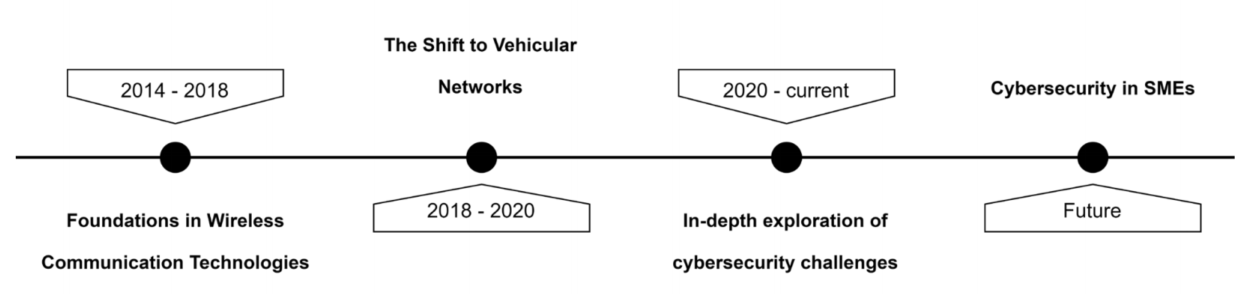 2014 - 2018
Foundations in Wireless
Communication Technologies
The Shift to Vehicular
Networks
2018 - 2020
2020 - current
In-depth exploration of
cybersecurity challenges
Cybersecurity in SMEs
Future